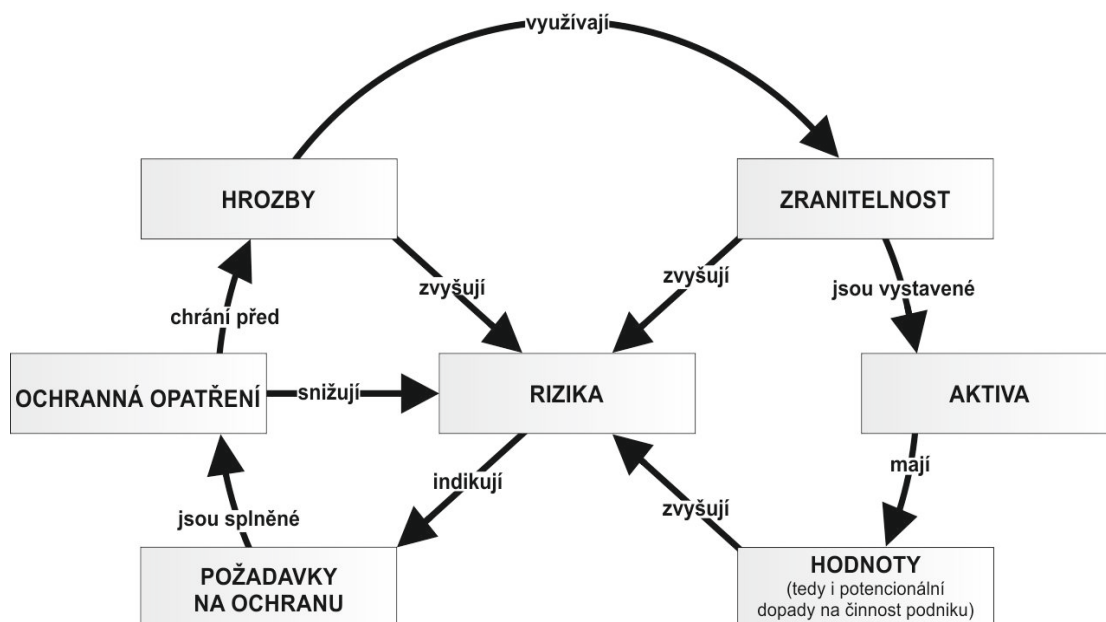 využívají
HROZBY
ZRANITELNOST
zvyšují
zvyšují
jsou vystavené
chrání před
OCHRANNÁ OPATŘENÍ
snižují
RIZIKA
AKTIVA
indikují
mají
zvyšují
jsou splněné
POŽADAVKY
NA OCHRANU
HODNOTY
(tedy i potencionální
dopady na činnost podniku)